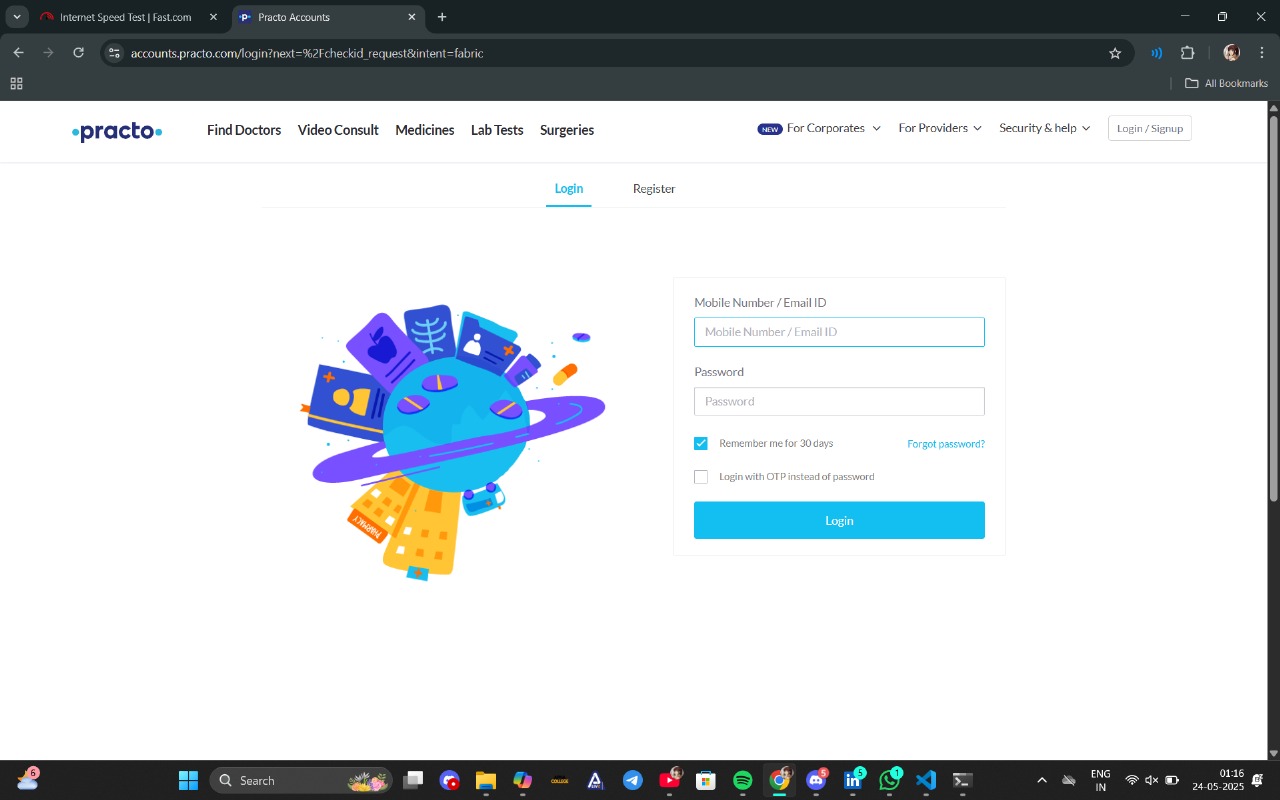 Internet Speed Test | Fast.com
Practo Accounts
accounts.practo.com/login?next=%2Fcheckid_request&intent=fabric
All Bookmarks
practo
Find Doctors Video Consult Medicines Lab Tests Surgeries
NEW For Corporates For Providers Security & help Login / Signup
Login Register
Mobile Number / Email ID
Mobile Number / Email ID
Password
Password
Remember me for 30 days Forgot password?
Login with OTP instead of password
Login
PHARMACY
6
Search
COLLEGE
5
5
1
ENG
IN
01:16
24-05-2025